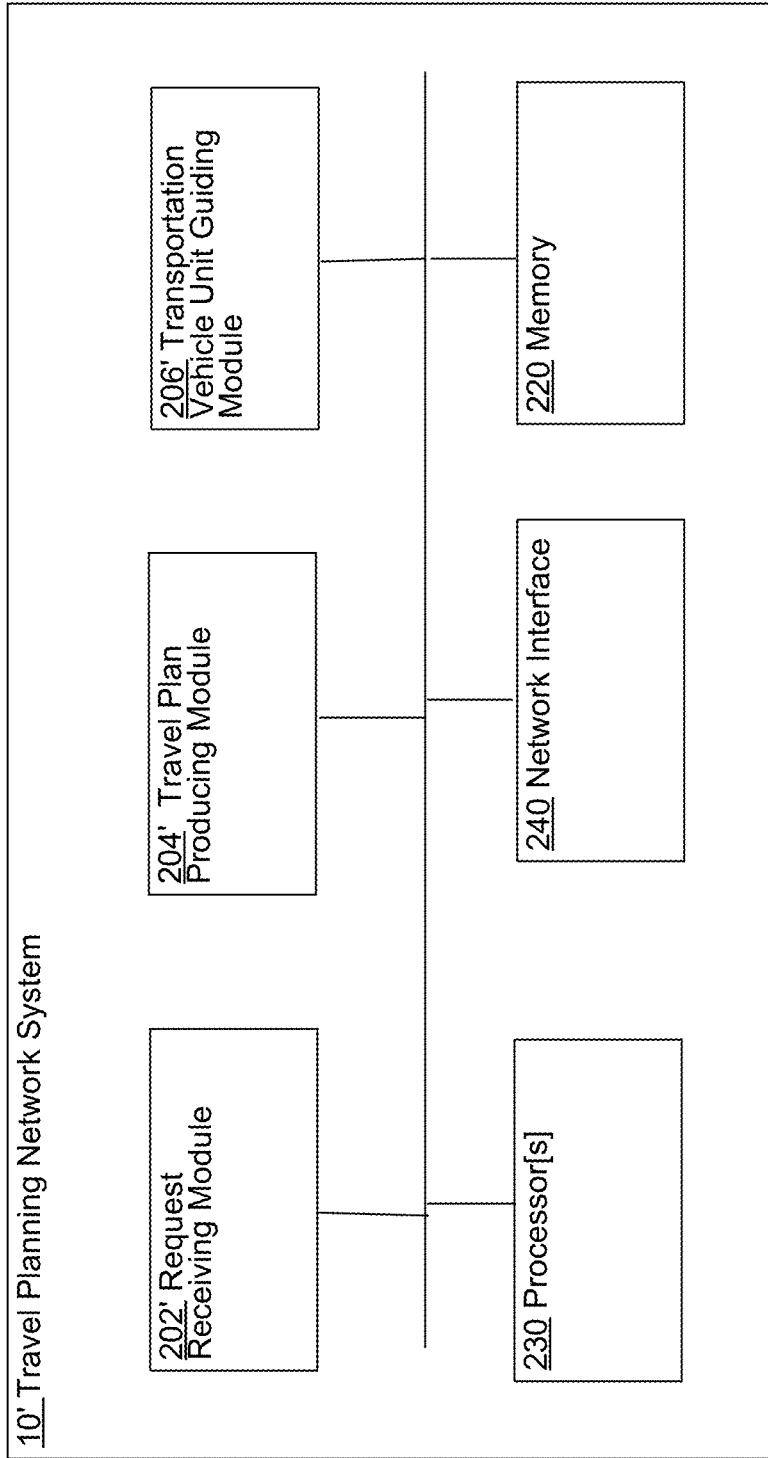 10' Travel Planning Network System
202' Request
Receiving Module
204' Travel Plan
Producing Module
206' Transportation
Vehicle Unit Guiding
Module
230 Processor[s]
240 Network Interface
220 Memory